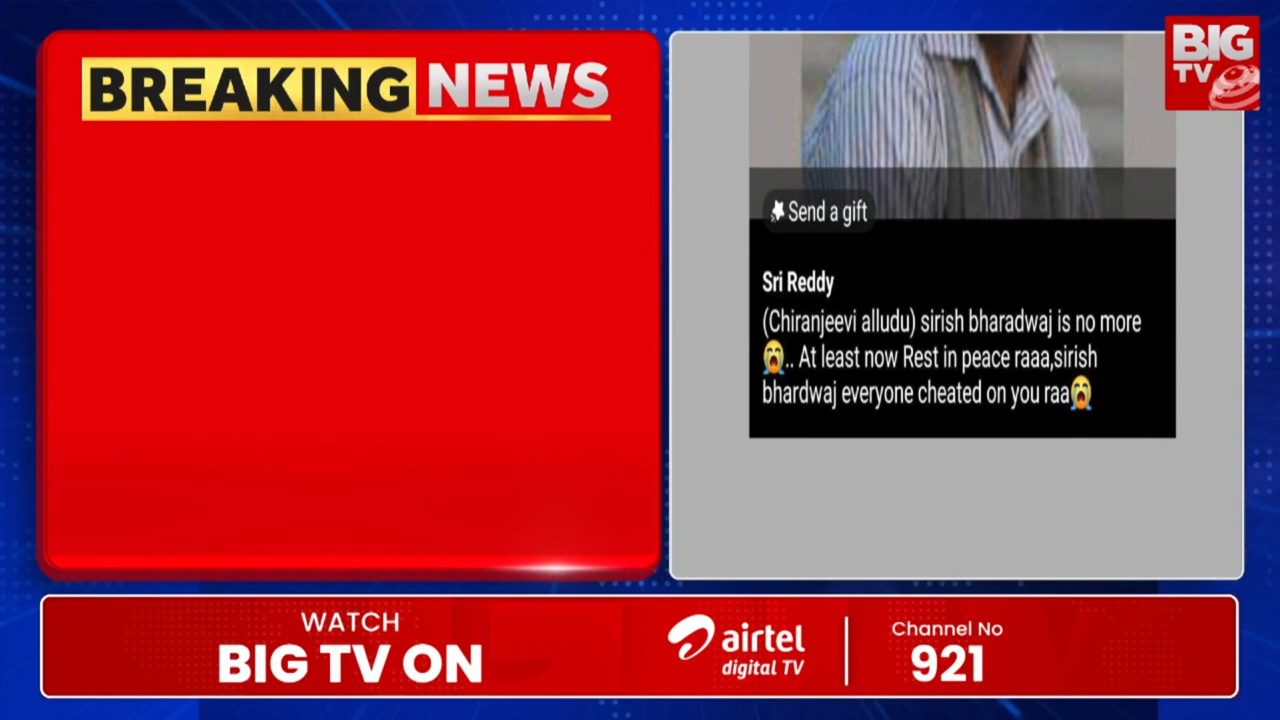 BREAKING NEWS
BIG
TV
Send a gift
Sri Reddy
(Chiranjeevi alludu) sirish bharadwaj is no more
😭.. At least now Rest in peace raaa,sirish
bhardwaj everyone cheated on you raa😭
WATCH
BIG TV ON
airtel
digital TV
Channel No
921